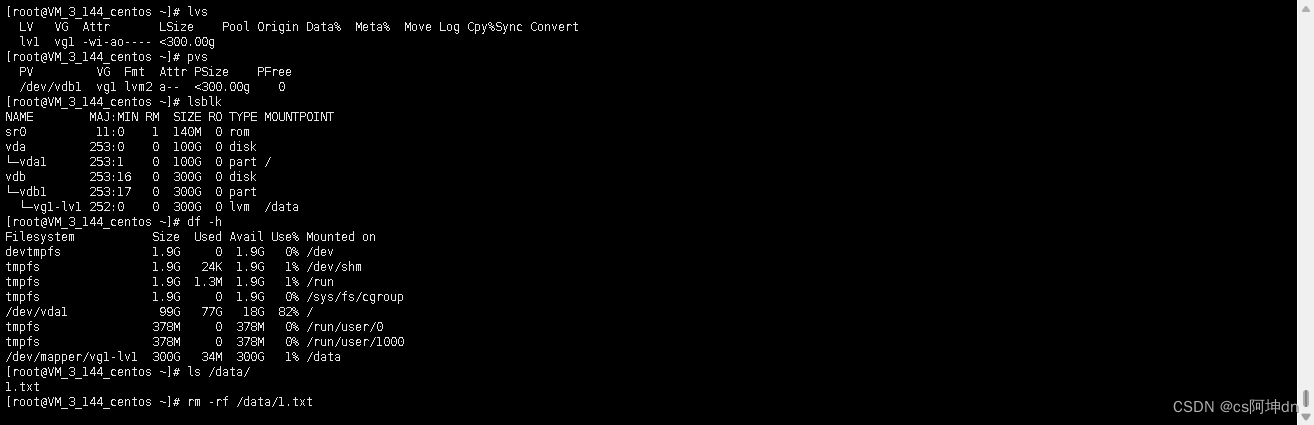 [root@VM_3_144_centos ~]# lvs
  LV   VG  Attr       LSize    Pool Origin Data%  Meta%  Move Log Cpy%Sync Convert
  lv1  vg1 -wi-ao---- <300.00g
[root@VM_3_144_centos ~]# pvs
  PV         VG  Fmt  Attr PSize    PFree
  /dev/vdb1  vg1 lvm2 a--  <300.00g    0
[root@VM_3_144_centos ~]# lsblk
NAME        MAJ:MIN RM  SIZE RO TYPE MOUNTPOINT
sr0          11:0    1  140M  0 rom
vda         253:0    0  100G  0 disk
└─vda1      253:1    0  100G  0 part /
vdb         253:16   0  300G  0 disk
└─vdb1      253:17   0  300G  0 part
  └─vg1-lv1 252:0    0  300G  0 lvm  /data
[root@VM_3_144_centos ~]# df -h
Filesystem           Size  Used Avail Use% Mounted on
devtmpfs             1.9G     0  1.9G   0% /dev
tmpfs                1.9G   24K  1.9G   1% /dev/shm
tmpfs                1.9G  1.3M  1.9G   1% /run
tmpfs                1.9G     0  1.9G   0% /sys/fs/cgroup
/dev/vda1             99G   77G   18G  82% /
tmpfs                378M     0  378M   0% /run/user/0
tmpfs                378M     0  378M   0% /run/user/1000
/dev/mapper/vg1-lv1  300G   34M  300G   1% /data
[root@VM_3_144_centos ~]# ls /data/
1.txt
[root@VM_3_144_centos ~]# rm -rf /data/1.txt
CSDN @cs阿坤dn